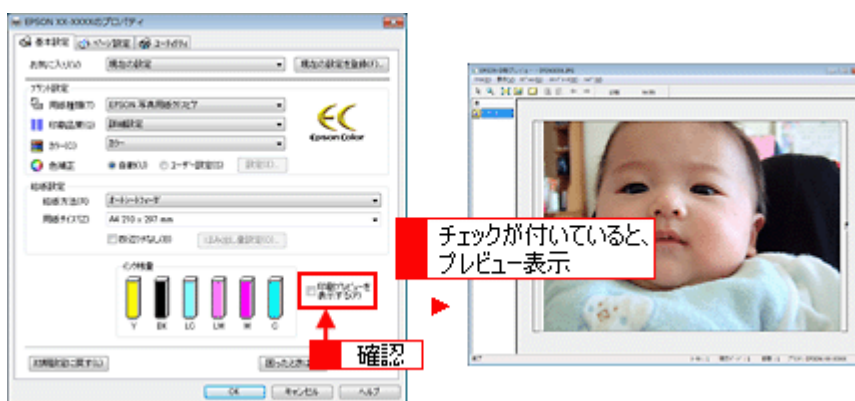 EPSON XX-XXXXのプロパティ
基本設定 ページ設定 ユーティリティ
お気に入り 現在の設定 現在の設定を登録(F)...
プリント設定
用紙種類(T) EPSON 写真用紙クリスピア
印刷品質(Q) 詳細設定
カラー(C) カラー
色補正 自動(U) ユーザー設定(S) 設定(I)...
Epson Color
給紙設定
給紙方法(X) オートシートフィーダ
用紙サイズ(Z) A4 210 x 297 mm
四辺フチなし(B) はみ出し量設定(O)...
インク残量
Y BK LC LM M C
印刷プレビューを
表示する(P)
確認
初期設定に戻す(L) 困ったときは
OK キャンセル ヘルプ
チェックが付いていると、
プレビュー表示